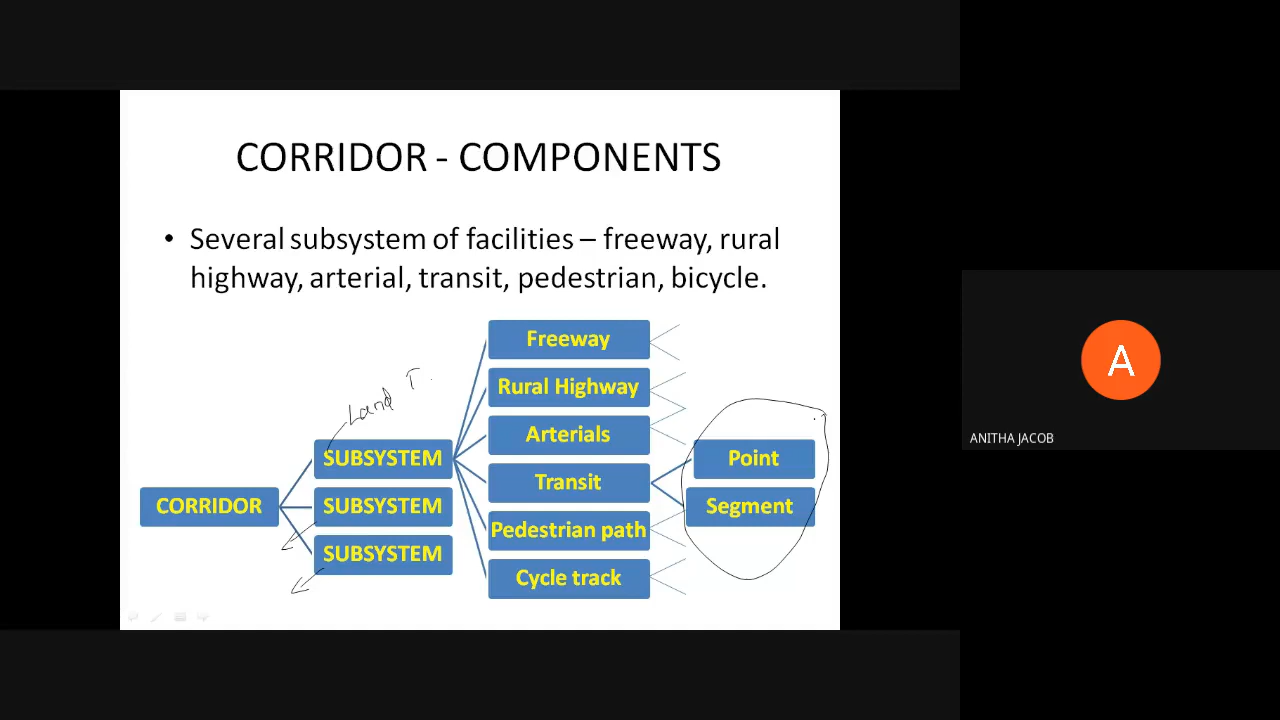 CORRIDOR - COMPONENTS
• Several subsystem of facilities – freeway, rural
highway, arterial, transit, pedestrian, bicycle.
Freeway
Rural Highway
Land T.
Arterials
SUBSYSTEM
Point
Transit
CORRIDOR
SUBSYSTEM
Segment
Pedestrian path
SUBSYSTEM
Cycle track
A
ANITHA JACOB